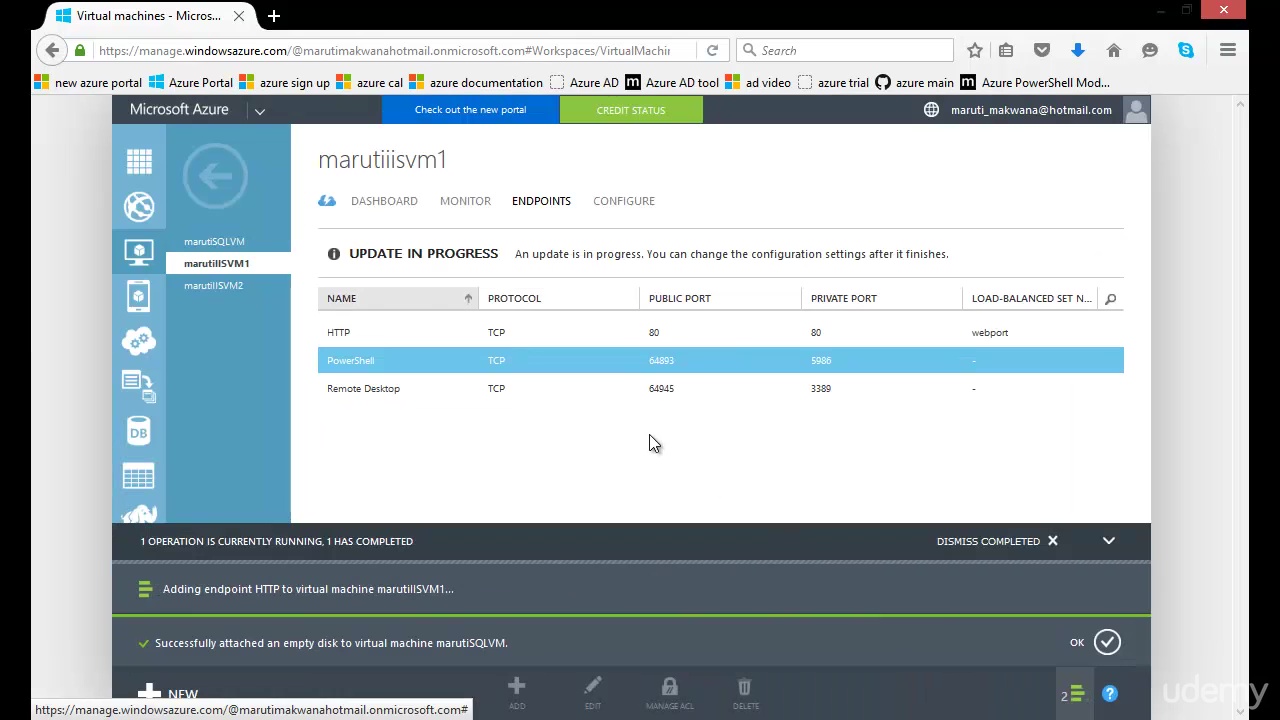 Virtual machines - Micros...
https://manage.windowsazure.com/@marutimakwanahotmail.onmicrosoft.com#Workspaces/VirtualMachin
Search
new azure portal
Azure Portal
azure sign up
azure cal
azure documentation
Azure AD
Azure AD tool
ad video
azure trial
azure main
Azure PowerShell Mod...
Microsoft Azure
Check out the new portal
CREDIT STATUS
maruti_makwana@hotmail.com
marutiiisvm1
DASHBOARD
MONITOR
ENDPOINTS
CONFIGURE
marutiSQLVM
marutiIISVM1
marutiIISVM2
UPDATE IN PROGRESS An update is in progress. You can change the configuration settings after it finishes.
NAME PROTOCOL PUBLIC PORT PRIVATE PORT LOAD-BALANCED SET N...
HTTP TCP 80 80 webport
PowerShell TCP 64893 5986 -
Remote Desktop TCP 64945 3389 -
DB
1 OPERATION IS CURRENTLY RUNNING, 1 HAS COMPLETED
DISMISS COMPLETED
Adding endpoint HTTP to virtual machine marutiIISVM1...
Successfully attached an empty disk to virtual machine marutiSQLVM.
OK
NEW
ADD
EDIT
MANAGE ACL
DELETE
2
?
udemy
https://manage.windowsazure.com/@marutimakwanahotmail.onmicrosoft.com#